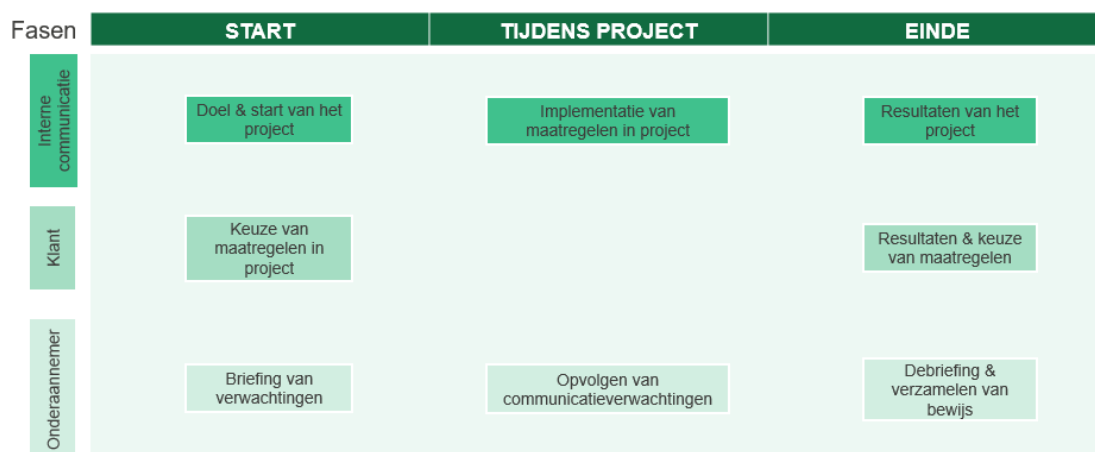 Fasen
START
TIJDENS PROJECT
EINDE
Interne
communicatie
Doel & start van het
project
Implementatie van
maatregelen in project
Resultaten van het
project
Klant
Keuze van
maatregelen in
project
Resultaten & keuze
van maatregelen
Onderaannemer
Briefing van
verwachtingen
Opvolgen van
communicatieverwachtingen
Debriefing &
verzamelen van
bewijs